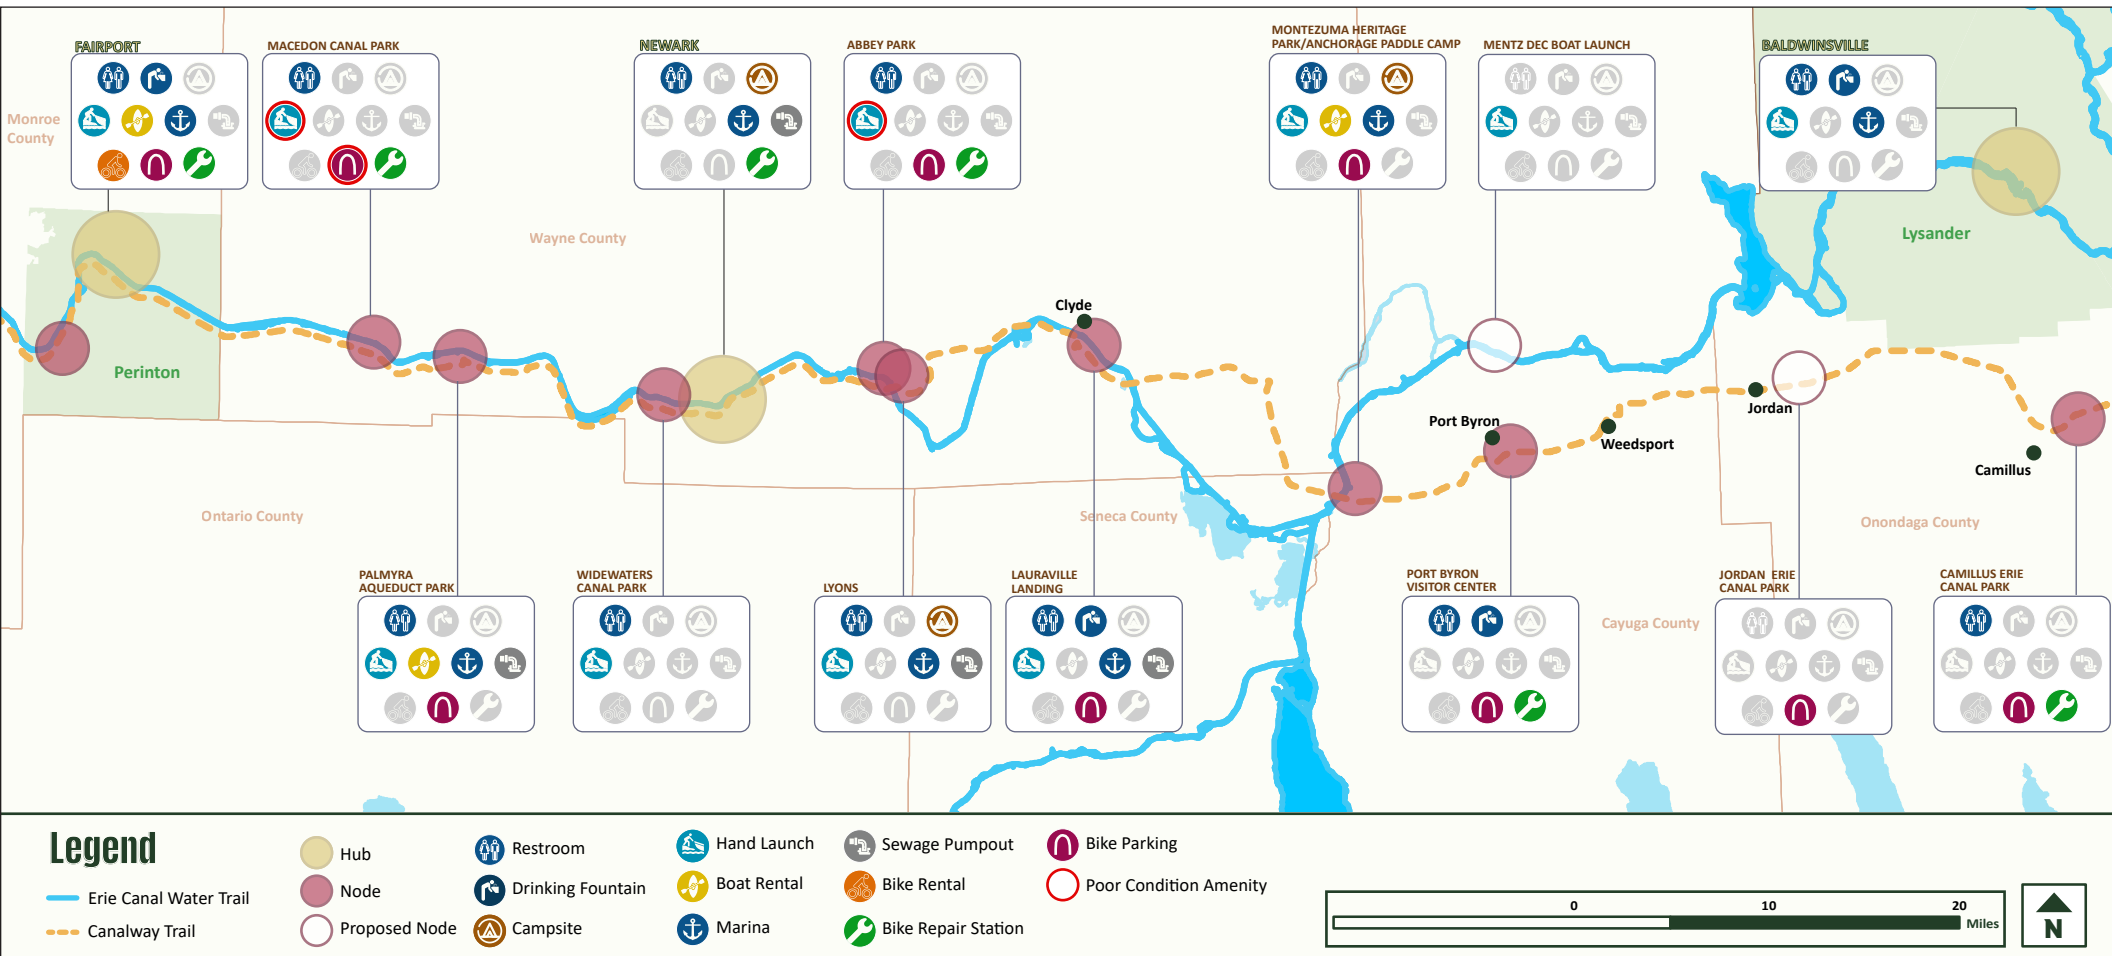 FAIRPORT
MACEDON CANAL PARK
NEWARK
ABBEY PARK
MONTEZUMA HERITAGE
PARK/ANCHORAGE PADDLE CAMP
MENTZ DEC BOAT LAUNCH
BALDWINSVILLE
Monroe
County
Wayne County
Lysander
Clyde
Perinton
Port Byron
Jordan
Weedsport
Camillus
Ontario County
Seneca County
Onondaga County
PALMYRA
AQUEDUCT PARK
WIDEWATERS
CANAL PARK
LYONS
LAURAVILLE
LANDING
PORT BYRON
VISITOR CENTER
Cayuga County
JORDAN ERIE
CANAL PARK
CAMILLUS ERIE
CANAL PARK
Legend
Erie Canal Water Trail
Canalway Trail
Hub
Node
Proposed Node
Restroom
Drinking Fountain
Campsite
Hand Launch
Boat Rental
Marina
Sewage Pumpout
Bike Rental
Bike Repair Station
Bike Parking
Poor Condition Amenity
0 10 20
Miles
N